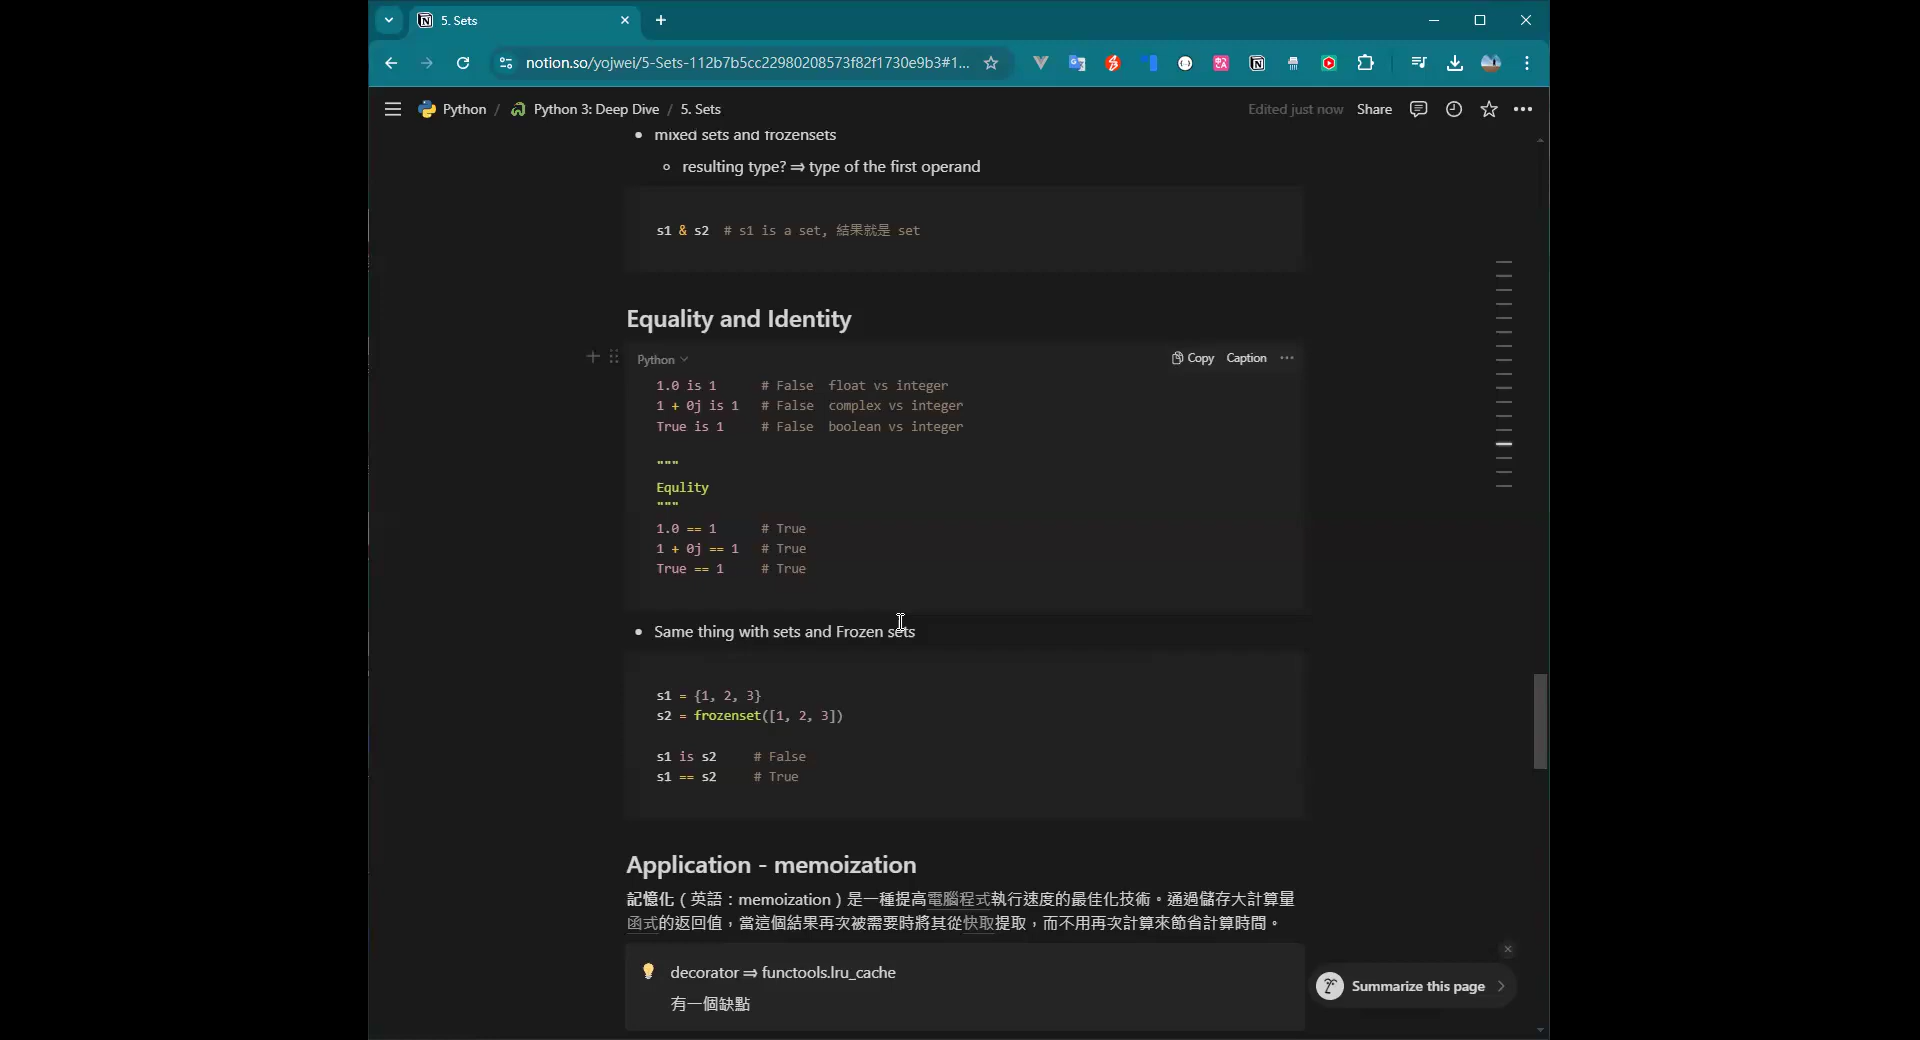 5. Sets
notion.so/yojwei/5-Sets-112b7b5cc22980208573f82f1730e9b3#1...
Python / Python 3: Deep Dive / 5. Sets
Edited just now Share
mixed sets and frozensets
resulting type? ⇒ type of the first operand
s1 & s2 # s1 is a set, 結果就是 set
Equality and Identity
Python
Copy Caption
1.0 is 1 # False float vs integer
1 + 0j is 1 # False complex vs integer
True is 1 # False boolean vs integer
"""
Equlity
"""
1.0 == 1 # True
1 + 0j == 1 # True
True == 1 # True
Same thing with sets and Frozen sets
s1 = {1, 2, 3}
s2 = frozenset([1, 2, 3])
s1 is s2 # False
s1 == s2 # True
Application - memoization
記憶化（英語：memoization）是一種提高電腦程式執行速度的最佳化技術。通過儲存大計算量
函式的返回值，當這個結果再次被需要時將其從快取提取，而不用再次計算來節省計算時間。
decorator ⇒ functools.lru_cache
有一個缺點
Summarize this page